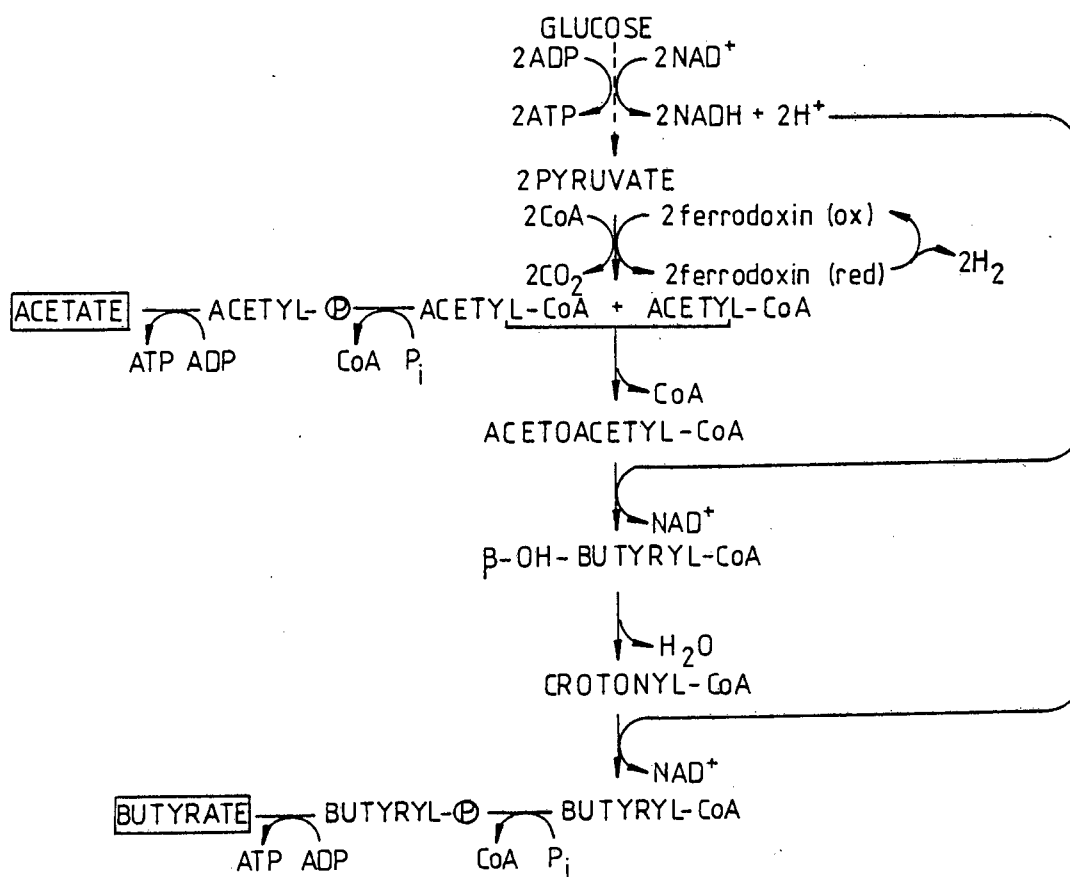 GLUCOSE
2ADP 2NAD⁺
2ATP 2NADH + 2H⁺
2PYRUVATE
2CoA 2ferrodoxin (ox)
2CO₂ 2ferrodoxin (red) 2H₂
ACETATE ACETYL-Ⓟ ACETYL-CoA + ACETYL-CoA
ATP ADP CoA Pᵢ
CoA
ACETOACETYL-CoA
NAD⁺
β-OH-BUTYRYL-CoA
H₂O
CROTONYL-CoA
NAD⁺
BUTYRATE BUTYRYL-Ⓟ BUTYRYL-CoA
ATP ADP CoA Pᵢ